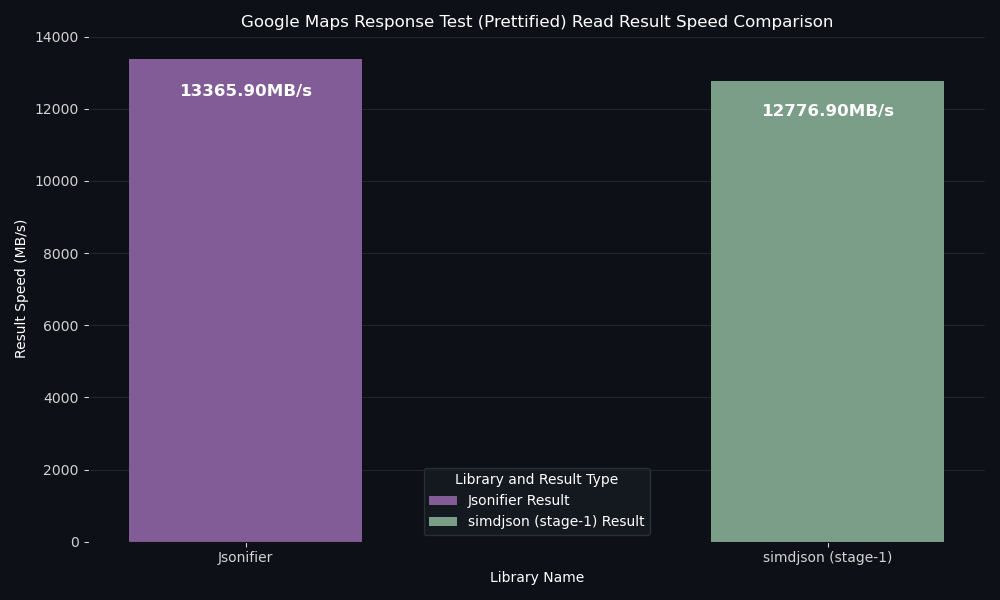 Google Maps Response Test (Prettified) Read Result Speed Comparison
14000
12000
10000
8000
6000
4000
2000
0
Result Speed (MB/s)
13365.90MB/s
12776.90MB/s
Library and Result Type
Jsonifier Result
simdjson (stage-1) Result
Jsonifier
simdjson (stage-1)
Library Name